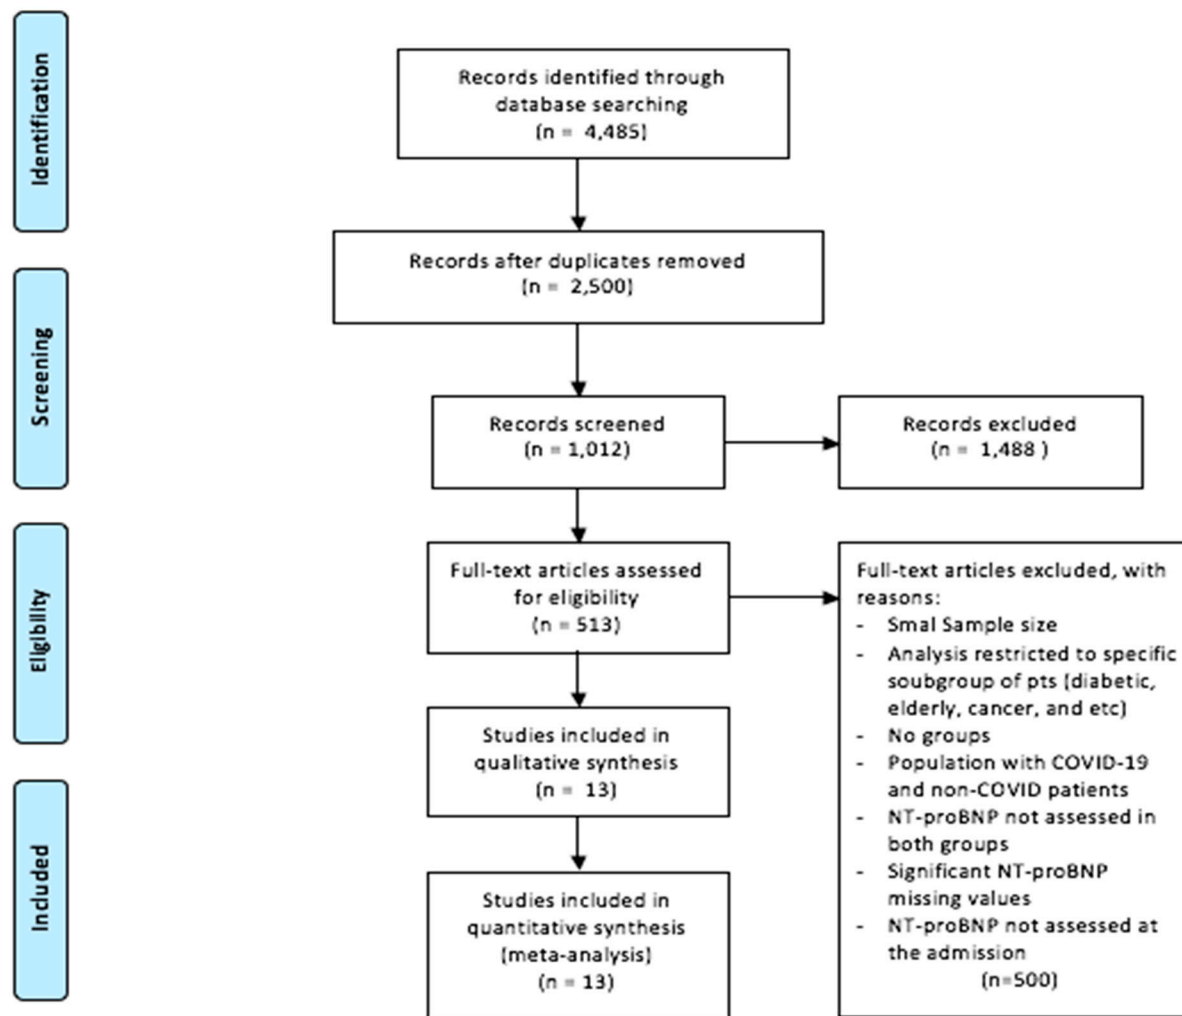 Identification
Records identified through
database searching
(n = 4,485)
Records after duplicates removed
(n = 2,500)
Screening
Records screened
(n = 1,012)
Records excluded
(n = 1,488 )
Eligibility
Full-text articles assessed
for eligibility
(n = 513)
Full-text articles excluded, with
reasons:
- Smal Sample size
- Analysis restricted to specific
soubgroup of pts (diabetic,
elderly, cancer, and etc)
- No groups
- Population with COVID-19
and non-COVID patients
- NT-proBNP not assessed in
both groups
- Significant NT-proBNP
missing values
- NT-proBNP not assessed at
the admission
(n=500)
Studies included in
qualitative synthesis
(n = 13)
Included
Studies included in
quantitative synthesis
(meta-analysis)
(n = 13)